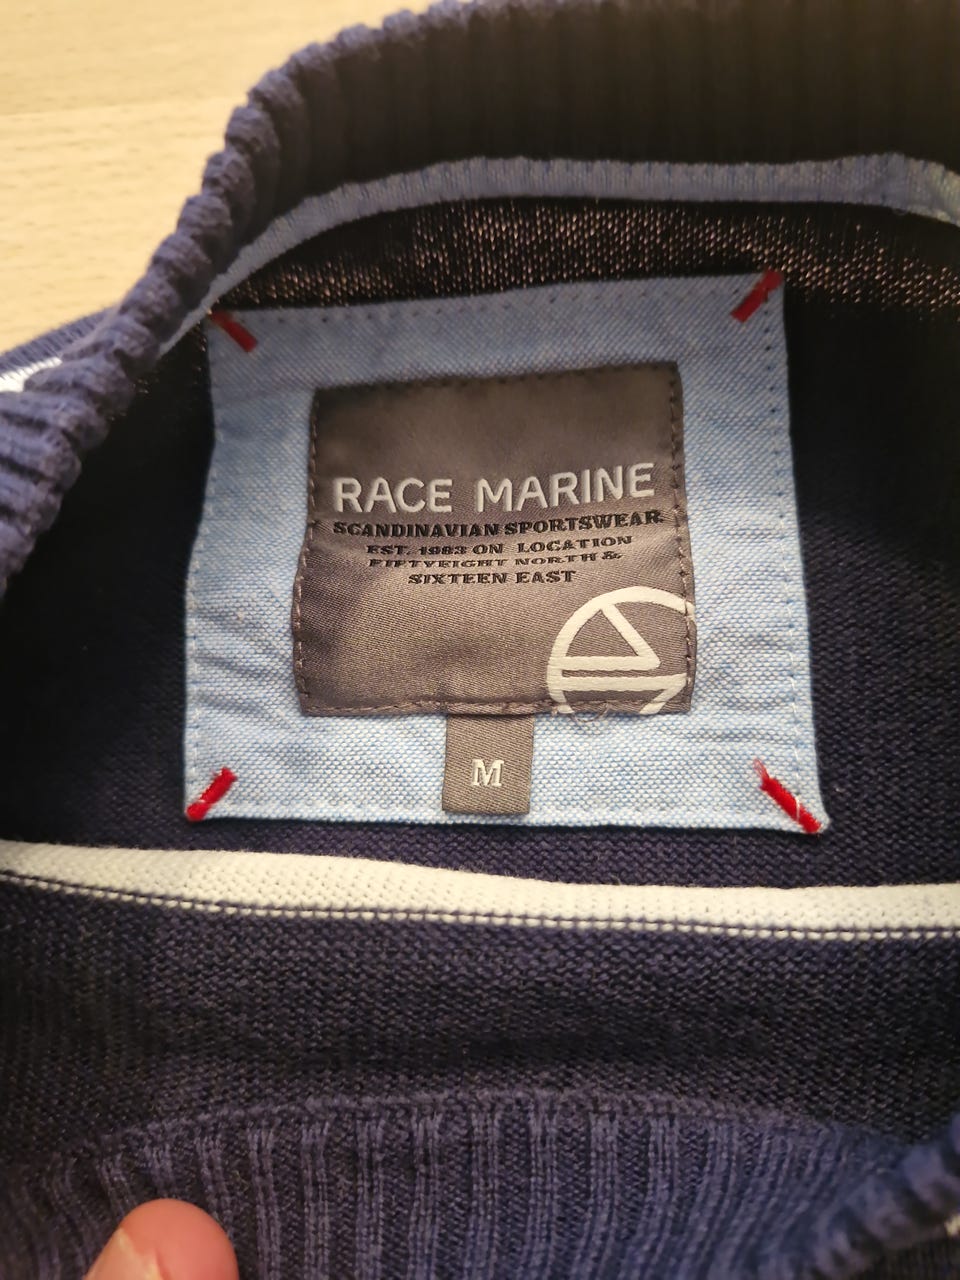 RACE MARINE
SCANDINAVIAN SPORTSWEAR
EST. 1983 ON LOCATION
FIFTYEIGHT NORTH &
SIXTEEN EAST
M